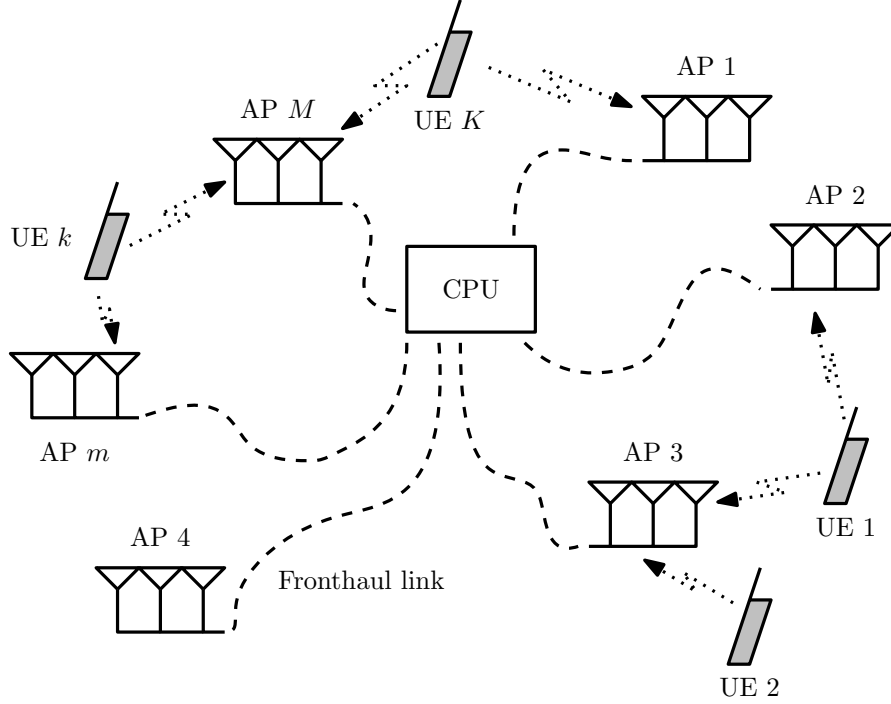 AP 1
AP M
UE K
AP 2
UE k
CPU
AP m
AP 3
UE 1
AP 4
Fronthaul link
UE 2